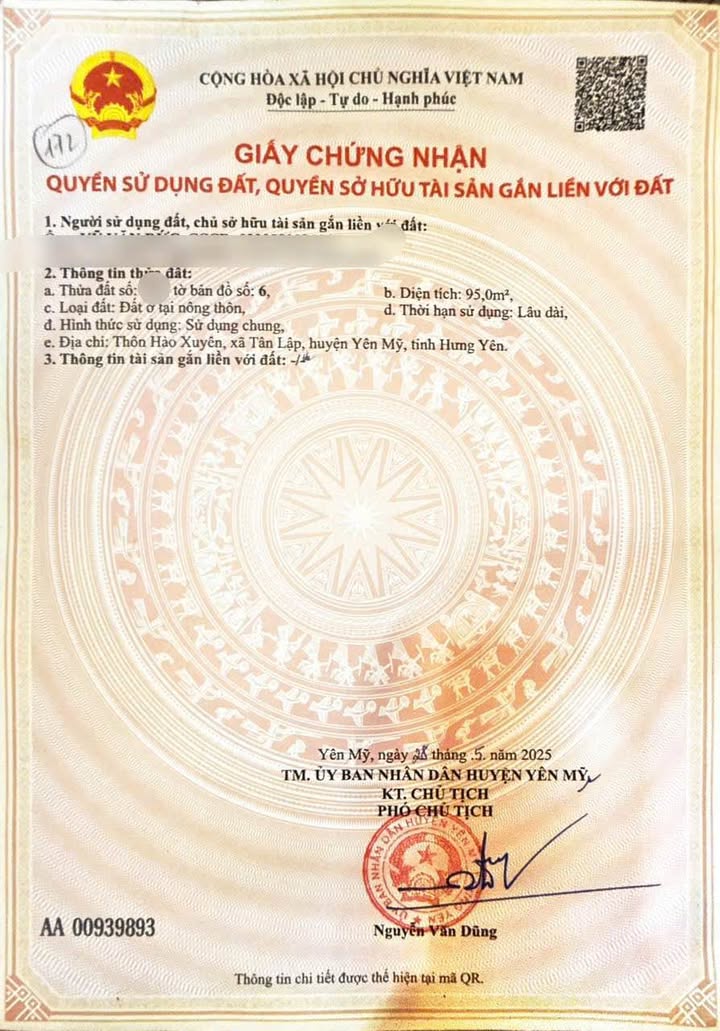 CỘNG HÒA XÃ HỘI CHỦ NGHĨA VIỆT NAM
Độc lập - Tự do - Hạnh phúc
172
GIẤY CHỨNG NHẬN
QUYỀN SỬ DỤNG ĐẤT, QUYỀN SỞ HỮU TÀI SẢN GẮN LIỀN VỚI ĐẤT
1. Người sử dụng đất, chủ sở hữu tài sản gắn liền với đất:
2. Thông tin thửa đất:
a. Thửa đất số: tờ bản đồ số: 6, b. Diện tích: 95,0m²,
c. Loại đất: Đất ở tại nông thôn, d. Thời hạn sử dụng: Lâu dài,
đ. Hình thức sử dụng: Sử dụng chung,
e. Địa chỉ: Thôn Hào Xuyên, xã Tân Lập, huyện Yên Mỹ, tỉnh Hưng Yên.
3. Thông tin tài sản gắn liền với đất: -/-
Yên Mỹ, ngày 28 tháng 5 năm 2025
TM. ỦY BAN NHÂN DÂN HUYỆN YÊN MỸ
KT. CHỦ TỊCH
PHÓ CHỦ TỊCH
Nguyễn Văn Dũng
AA 00939893
Thông tin chi tiết được thể hiện tại mã QR.